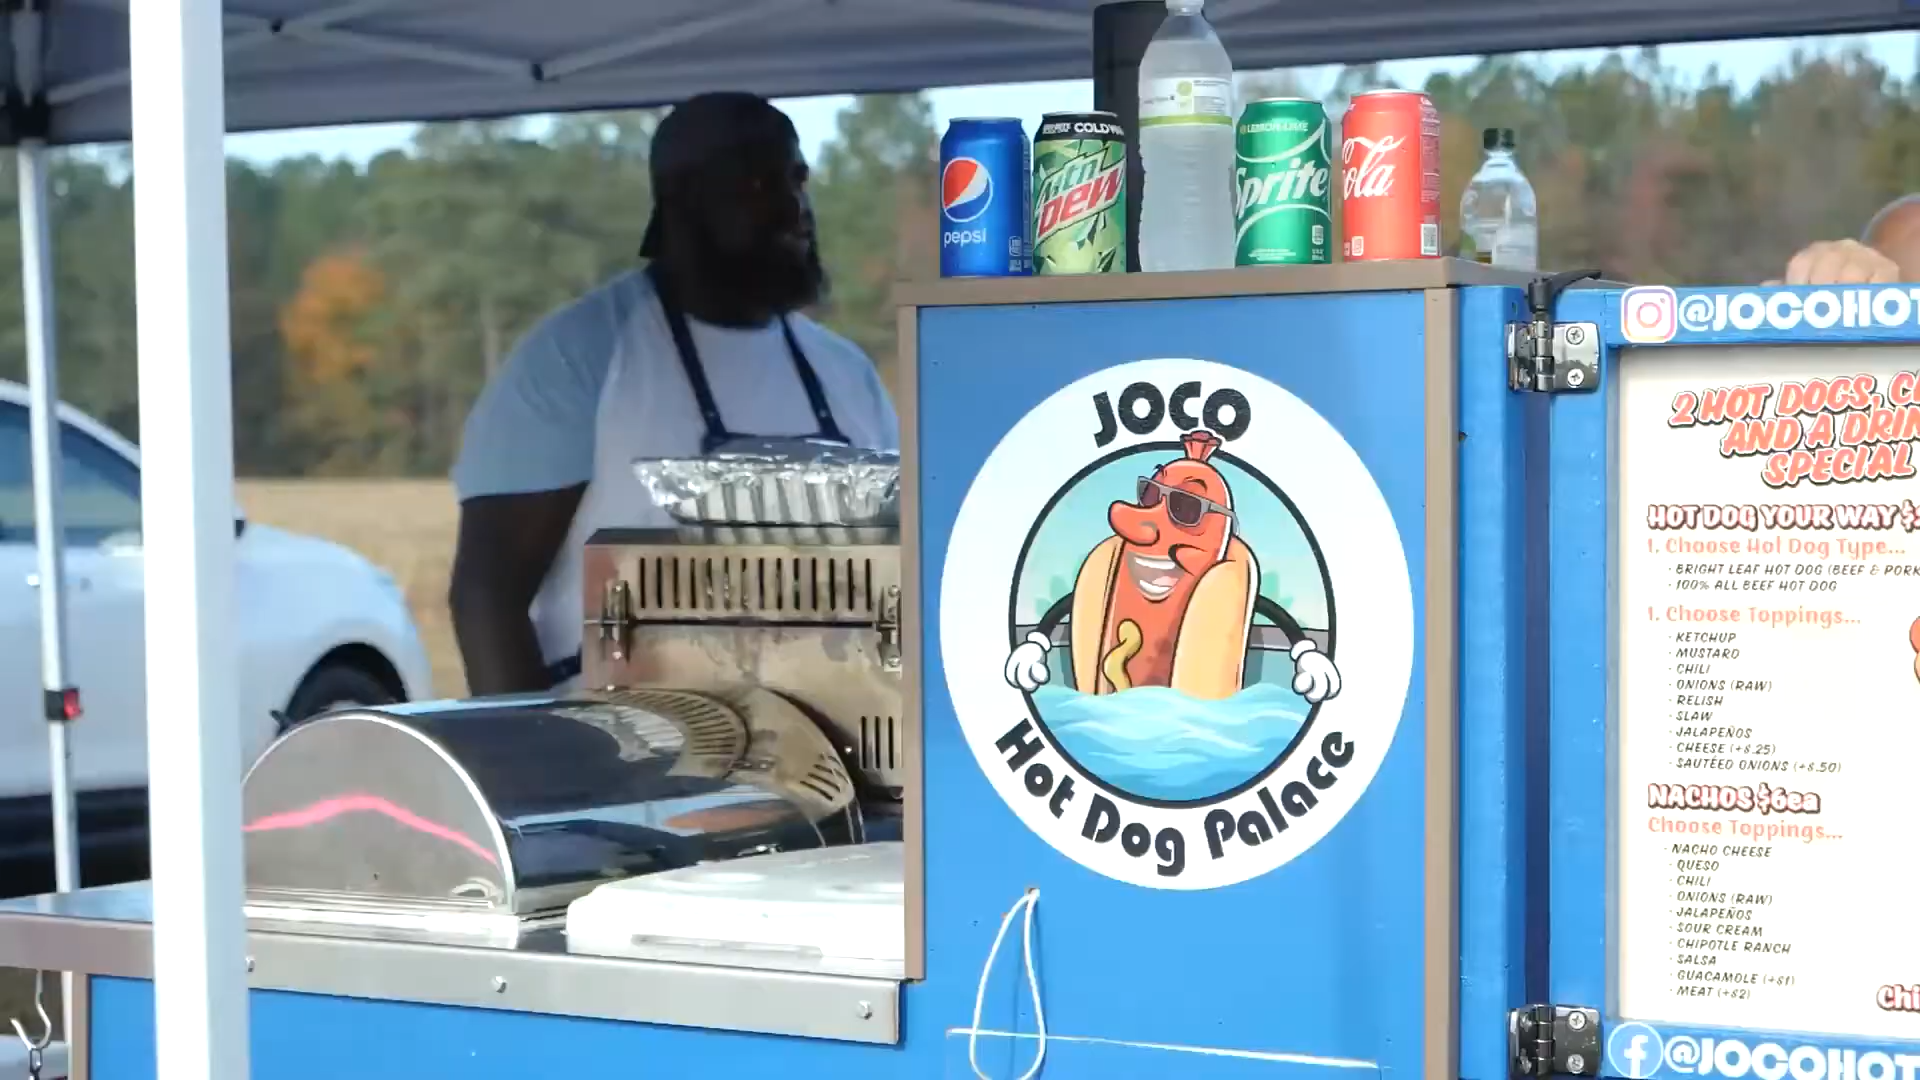 pepsi
COLD
mtn
DEW
LEMON-LIME
Sprite
Cola
@JOCOHOT
JOCO
Hot Dog Palace
2 HOT DOGS, C
AND A DRIN
SPECIAL
HOT DOG YOUR WAY $
1. Choose Hot Dog Type...
· BRIGHT LEAF HOT DOG (BEEF & PORK
· 100% ALL BEEF HOT DOG
1. Choose Toppings...
· KETCHUP
· MUSTARD
· CHILI
· ONIONS (RAW)
· RELISH
· SLAW
· JALAPEÑOS
· CHEESE (+$.25)
· SAUTÉED ONIONS (+$.50)
NACHOS $6ea
Choose Toppings...
· NACHO CHEESE
· QUESO
· CHILI
· ONIONS (RAW)
· JALAPEÑOS
· SOUR CREAM
· CHIPOTLE RANCH
· SALSA
· GUACAMOLE (+$1)
· MEAT (+$2)
Chi
@JOCOHOT